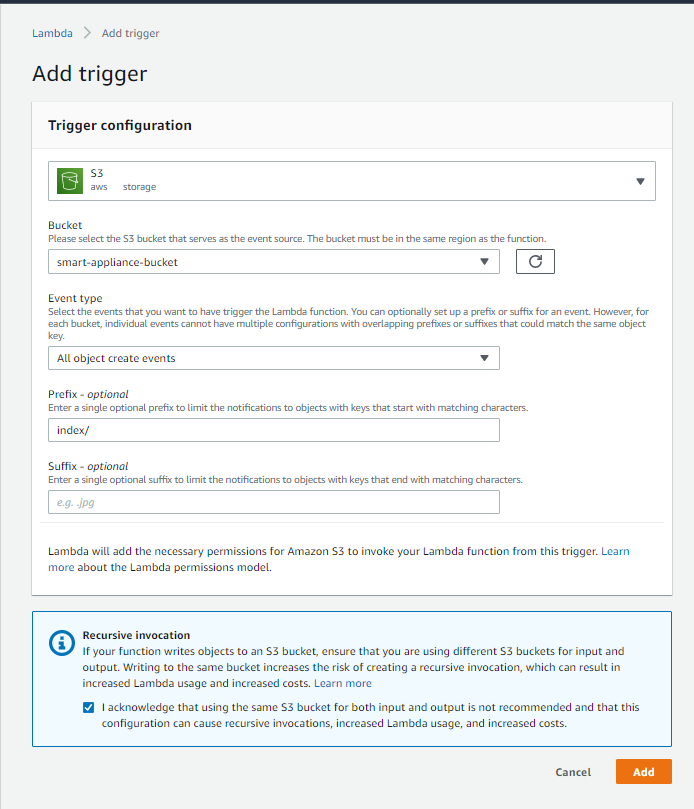 Lambda > Add trigger
Add trigger
Trigger configuration
S3
aws storage
Bucket
Please select the S3 bucket that serves as the event source. The bucket must be in the same region as the function.
smart-appliance-bucket
Event type
Select the events that you want to have trigger the Lambda function. You can optionally set up a prefix or suffix for an event. However, for
each bucket, individual events cannot have multiple configurations with overlapping prefixes or suffixes that could match the same object
key.
All object create events
Prefix - optional
Enter a single optional prefix to limit the notifications to objects with keys that start with matching characters.
index/
Suffix - optional
Enter a single optional suffix to limit the notifications to objects with keys that end with matching characters.
e.g. .jpg
Lambda will add the necessary permissions for Amazon S3 to invoke your Lambda function from this trigger. Learn
more about the Lambda permissions model.
Recursive invocation
If your function writes objects to an S3 bucket, ensure that you are using different S3 buckets for input and
output. Writing to the same bucket increases the risk of creating a recursive invocation, which can result in
increased Lambda usage and increased costs. Learn more
I acknowledge that using the same S3 bucket for both input and output is not recommended and that this
configuration can cause recursive invocations, increased Lambda usage, and increased costs.
Cancel Add